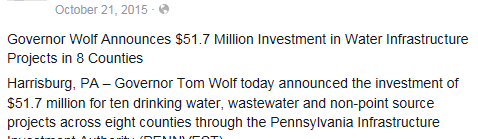 October 21, 2015 ·
Governor Wolf Announces $51.7 Million Investment in Water Infrastructure
Projects in 8 Counties
Harrisburg, PA – Governor Tom Wolf today announced the investment of
$51.7 million for ten drinking water, wastewater and non-point source
projects across eight counties through the Pennsylvania Infrastructure
Investment Authority (PENNVEST)